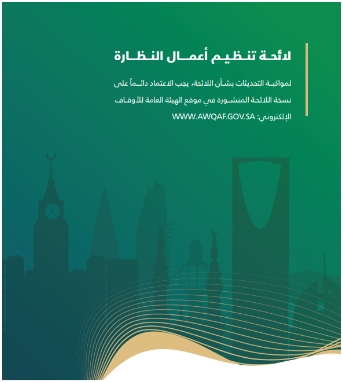 لائحة تنظيم أعمال النظارة
لمواكبة التحديثات بشأن اللائحة، يجب الاعتماد دائماً على
نسخة اللائحة المنشورة في موقع الهيئة العامة للأوقاف
الإلكتروني: WWW.AWQAF.GOV.SA